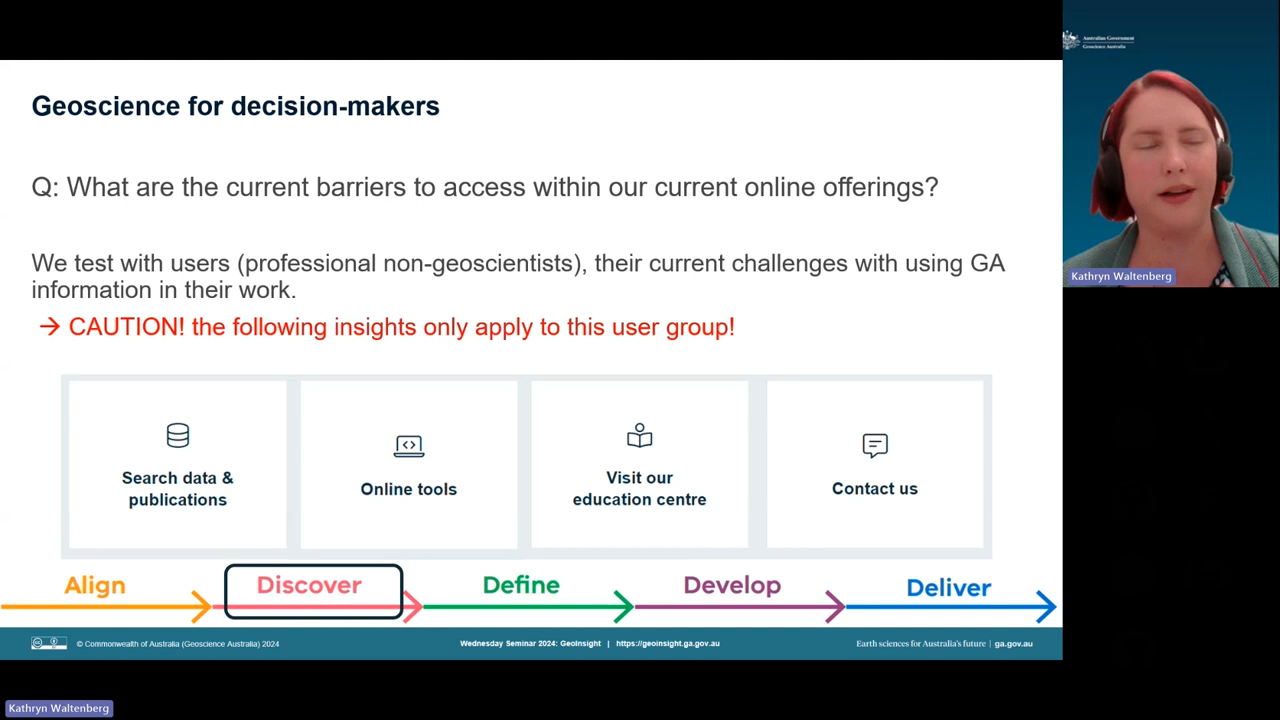 Geoscience for decision-makers
Q: What are the current barriers to access within our current online offerings?
We test with users (professional non-geoscientists), their current challenges with using GA
information in their work.
→ CAUTION! the following insights only apply to this user group!
Search data &
publications
Online tools
Visit our
education centre
Contact us
Align
Discover
Define
Develop
Deliver
© Commonwealth of Australia (Geoscience Australia) 2024
Wednesday Seminar 2024: GeoInsight | https://geoinsight.ga.gov.au
Earth sciences for Australia's future | ga.gov.au
Australian Government
Geoscience Australia
Kathryn Waltenberg
Kathryn Waltenberg